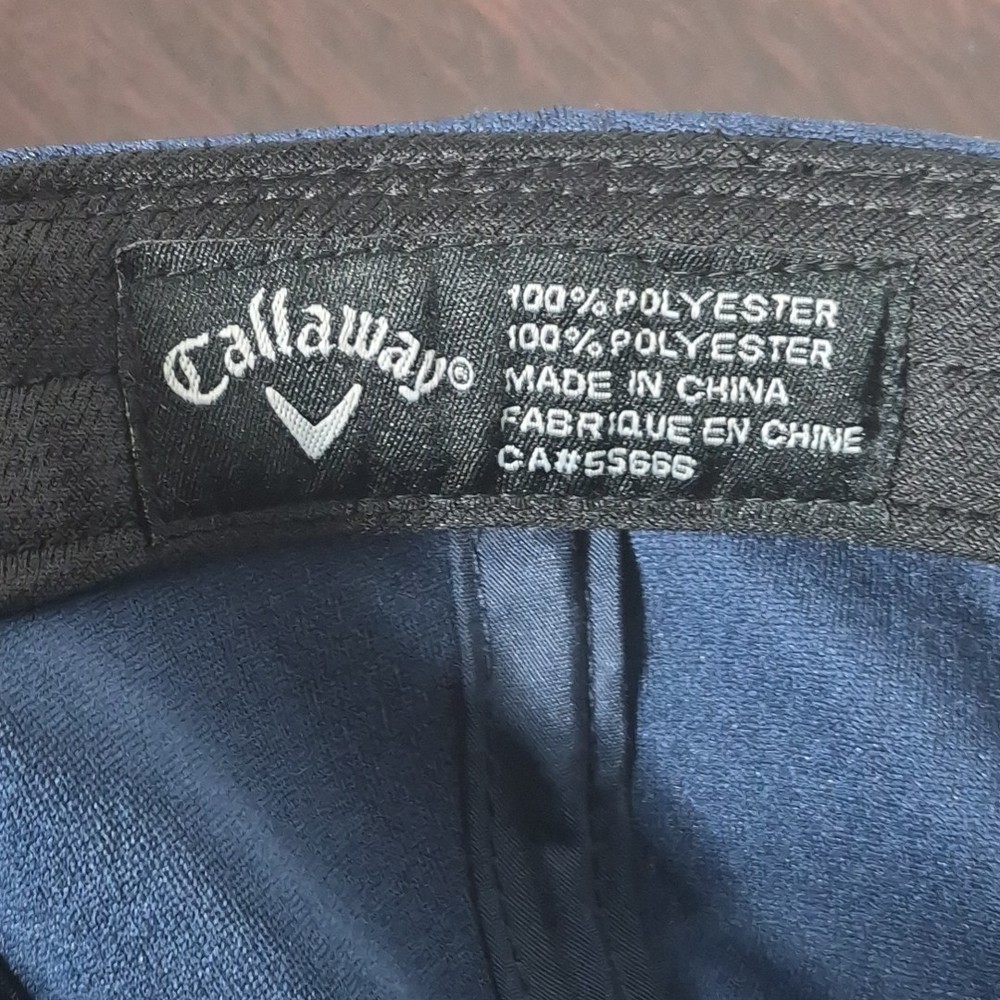 Callaway®
100% POLYESTER
100% POLYESTER
MADE IN CHINA
FABRIQUE EN CHINE
CA#55666